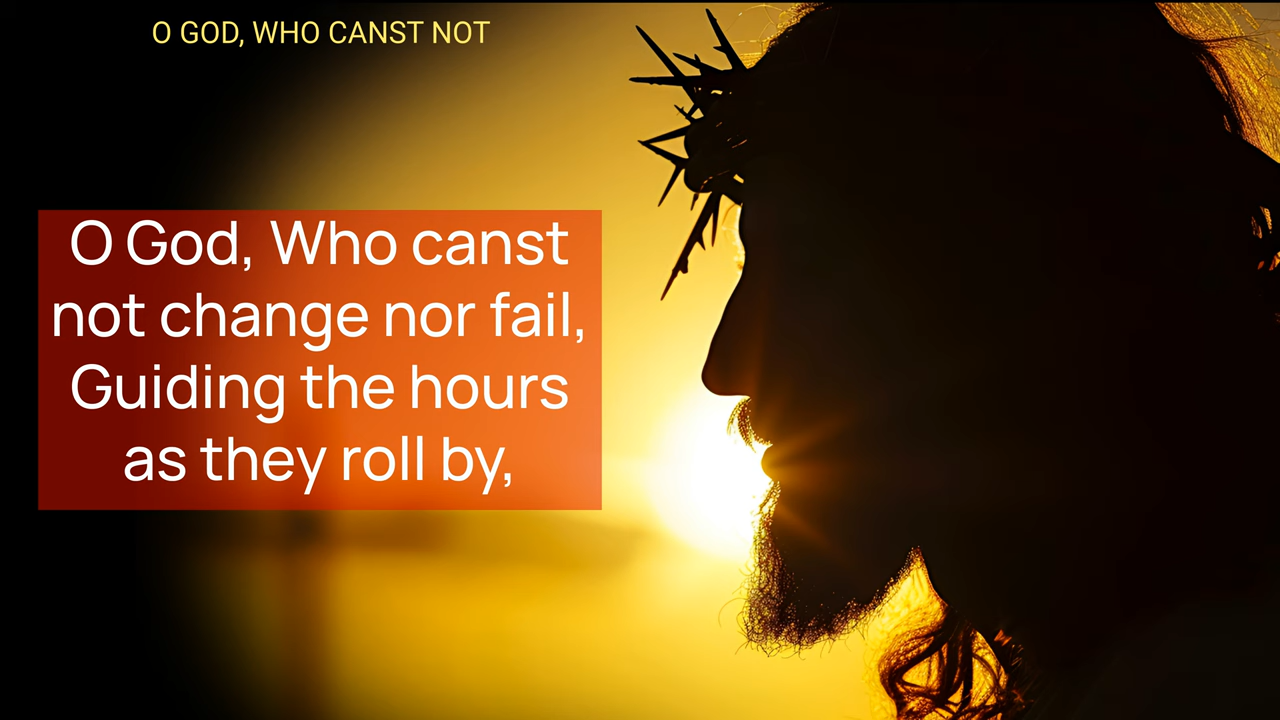 O GOD, WHO CANST NOT
O God, Who canst
not change nor fail,
Guiding the hours
as they roll by,